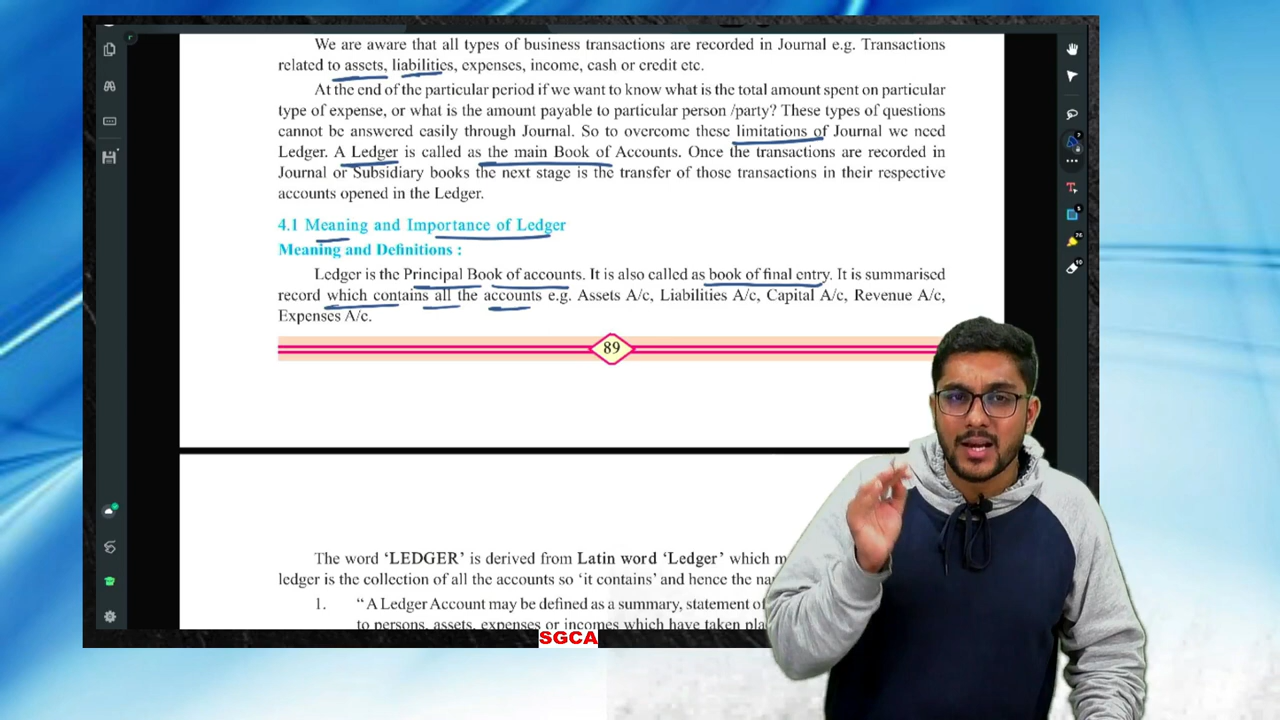 We are aware that all types of business transactions are recorded in Journal e.g. Transactions
related to assets, liabilities, expenses, income, cash or credit etc.
At the end of the particular period if we want to know what is the total amount spent on particular
type of expense, or what is the amount payable to particular person /party? These types of questions
cannot be answered easily through Journal. So to overcome these limitations of Journal we need
Ledger. A Ledger is called as the main Book of Accounts. Once the transactions are recorded in
Journal or Subsidiary books the next stage is the transfer of those transactions in their respective
accounts opened in the Ledger.
4.1 Meaning and Importance of Ledger
Meaning and Definitions :
Ledger is the Principal Book of accounts. It is also called as book of final entry. It is summarised
record which contains all the accounts e.g. Assets A/c, Liabilities A/c, Capital A/c, Revenue A/c,
Expenses A/c.
89
The word ‘LEDGER’ is derived from Latin word ‘Ledger’ which
ledger is the collection of all the accounts so ‘it contains’ and hence the
1. “A Ledger Account may be defined as a summary, statement of
to persons, assets, expenses or incomes which have taken
SGCA